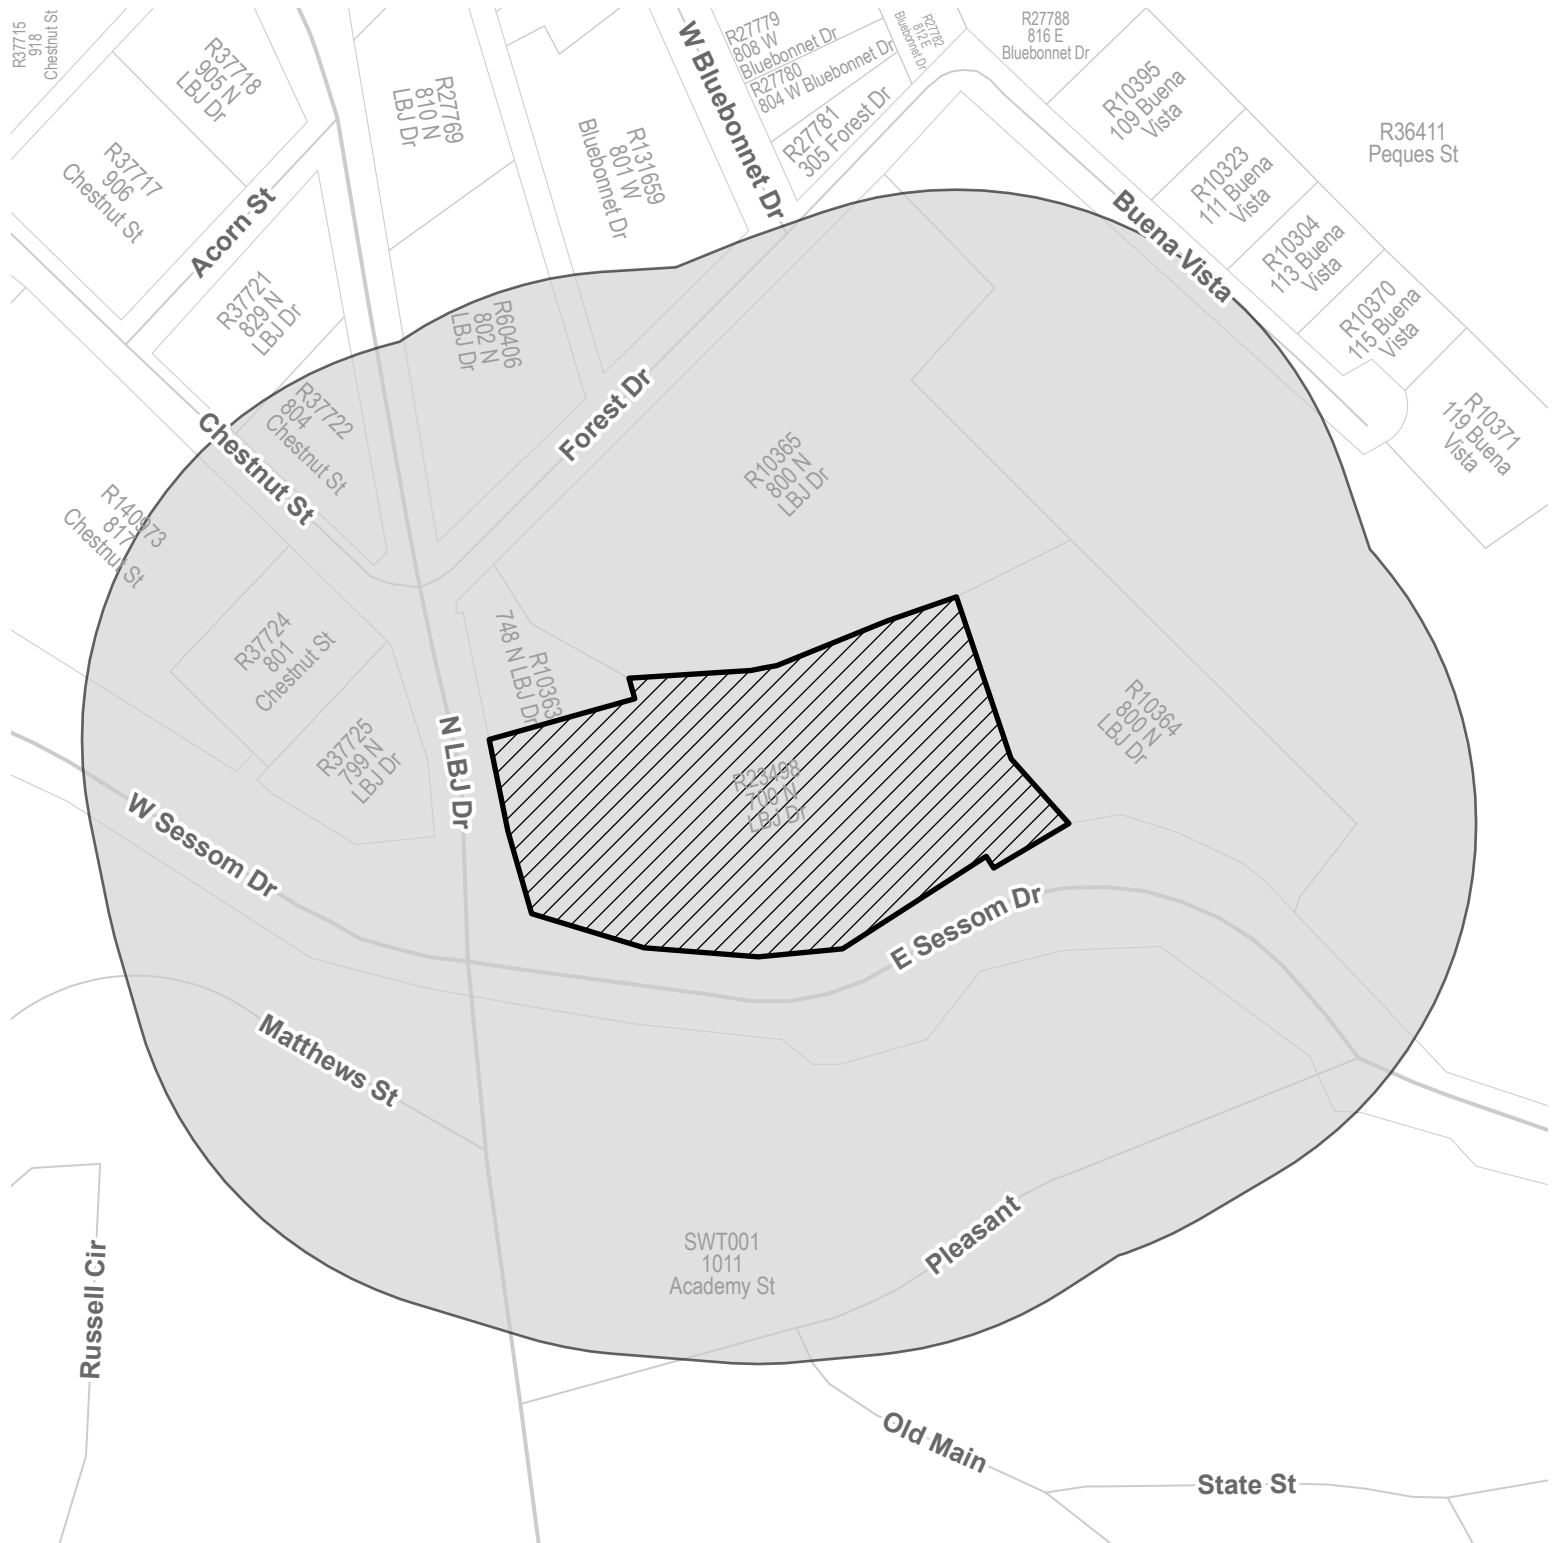 R37715
918
Chestnut St
R37718
905 N
LBJ Dr
R37717
906
Chestnut St
Acorn St
R37721
829 N
LBJ Dr
R27769
810 N
LBJ Dr
R131659
801 W
Bluebonnet Dr
W Bluebonnet Dr
R27779
808 W
Bluebonnet Dr
R27780
804 W Bluebonnet Dr
R27781
305 Forest Dr
R27782
812 E
Bluebonnet Dr
R27788
816 E
Bluebonnet Dr
R10395
109 Buena
Vista
R10323
111 Buena
Vista
R10304
113 Buena
Vista
R10370
115 Buena
Vista
R10371
119 Buena
Vista
R36411
Peques St
Buena Vista
R60406
802 N
LBJ Dr
R37722
804
Chestnut St
Chestnut St
Forest Dr
R10365
800 N
LBJ Dr
R140973
817
Chestnut St
R37724
801
Chestnut St
R37725
799 N
LBJ Dr
R10363
748 N LBJ Dr
N LBJ Dr
R23498
700 N
LBJ Dr
R10364
800 N
LBJ Dr
W Sessom Dr
E Sessom Dr
Matthews St
Russell Cir
SWT001
1011
Academy St
Pleasant
Old Main
State St